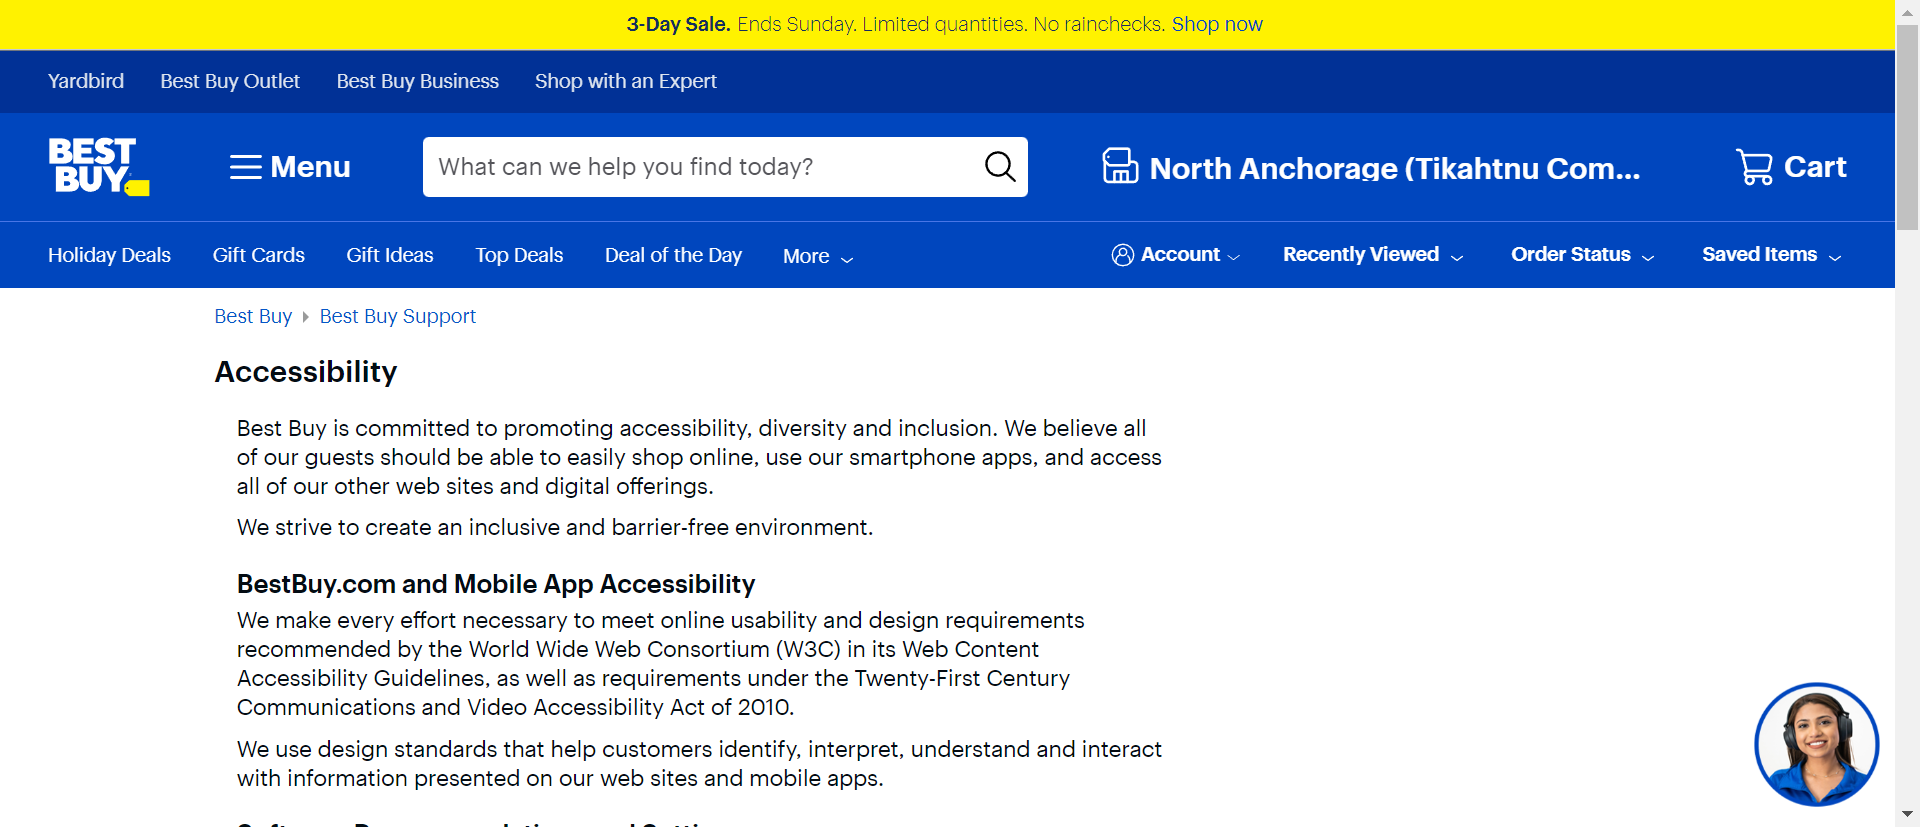 3-Day Sale. Ends Sunday. Limited quantities. No rainchecks. Shop now
Yardbird Best Buy Outlet Best Buy Business Shop with an Expert
BEST BUY
Menu
What can we help you find today?
North Anchorage (Tikahtnu Com...
Cart
Holiday Deals Gift Cards Gift Ideas Top Deals Deal of the Day More
Account Recently Viewed Order Status Saved Items
Best Buy Best Buy Support
Accessibility
Best Buy is committed to promoting accessibility, diversity and inclusion. We believe all
of our guests should be able to easily shop online, use our smartphone apps, and access
all of our other web sites and digital offerings.
We strive to create an inclusive and barrier-free environment.
BestBuy.com and Mobile App Accessibility
We make every effort necessary to meet online usability and design requirements
recommended by the World Wide Web Consortium (W3C) in its Web Content
Accessibility Guidelines, as well as requirements under the Twenty-First Century
Communications and Video Accessibility Act of 2010.
We use design standards that help customers identify, interpret, understand and interact
with information presented on our web sites and mobile apps.